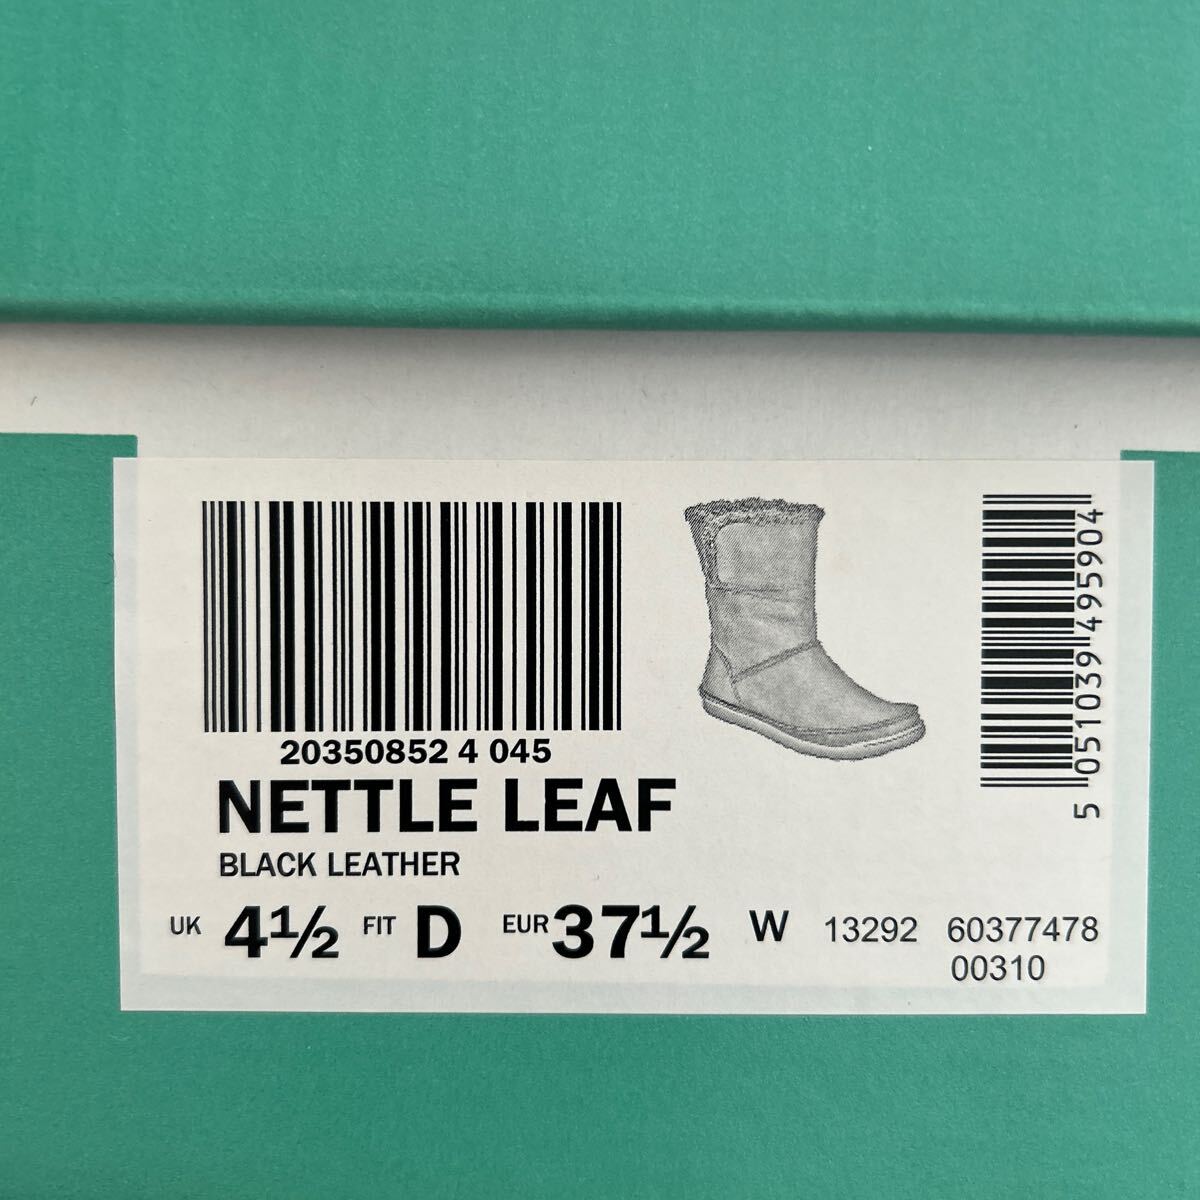 20350852 4 045
NETTLE LEAF
BLACK LEATHER
UK 4½ FIT D EUR 37½ W 13292 60377478
00310
5 051039 495904